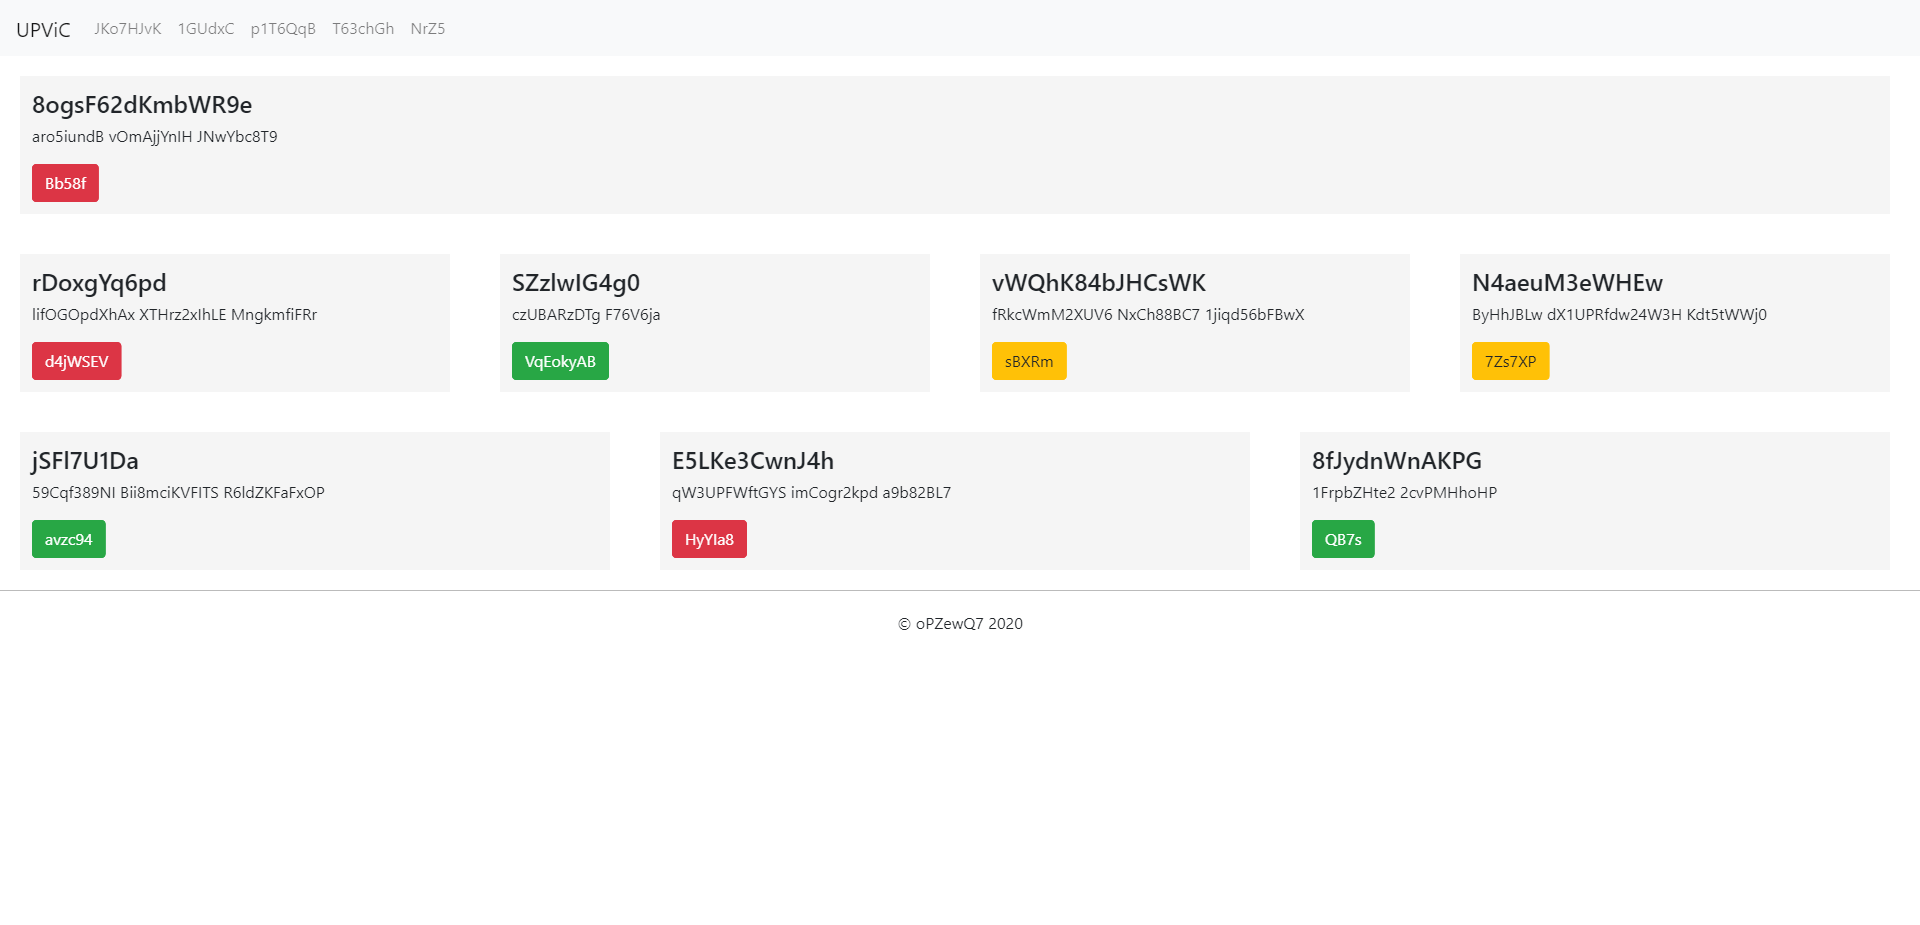 UPViC JKo7HJvK 1GUdxC p1T6QqB T63chGh NrZ5
8ogsF62dKmbWR9e
aro5iundB vOmAjjYnIH JNwYbc8T9
Bb58f
rDoxgYq6pd
lifOGOpdXhAx XTHrz2xIhLE MngkmfiFRr
d4jWSEV
SZzlwIG4g0
czUBARzDTg F76V6ja
VqEokyAB
vWQhK84bJHCsWK
fRkcWmM2XUV6 NxCh88BC7 1jiqd56bFBwX
sBXRm
N4aeuM3eWHEw
ByHhJBLw dX1UPRfdw24W3H Kdt5tWWj0
7Zs7XP
jSFl7U1Da
59Cqf389NI Bii8mciKVFITS R6ldZKFaFxOP
avzc94
E5LKe3CwnJ4h
qW3UPFWftGYS imCogr2kpd a9b82BL7
HyYla8
8fJydnWnAKPG
1FrpbZHte2 2cvPMHhoHP
QB7s
© oPZewQ7 2020